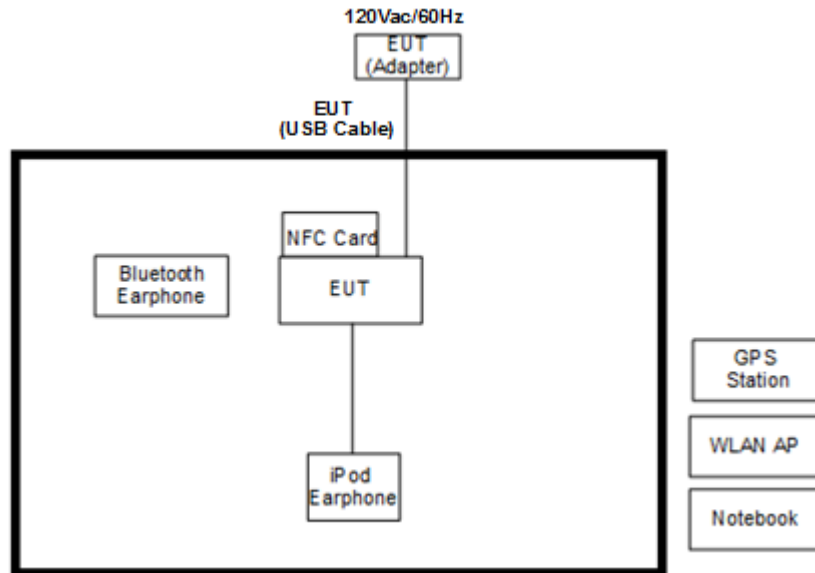 120Vac/60Hz
EUT
(Adapter)
EUT
(USB Cable)
NFC Card
Bluetooth
Earphone
EUT
GPS
Station
WLAN AP
iPod
Earphone
Notebook